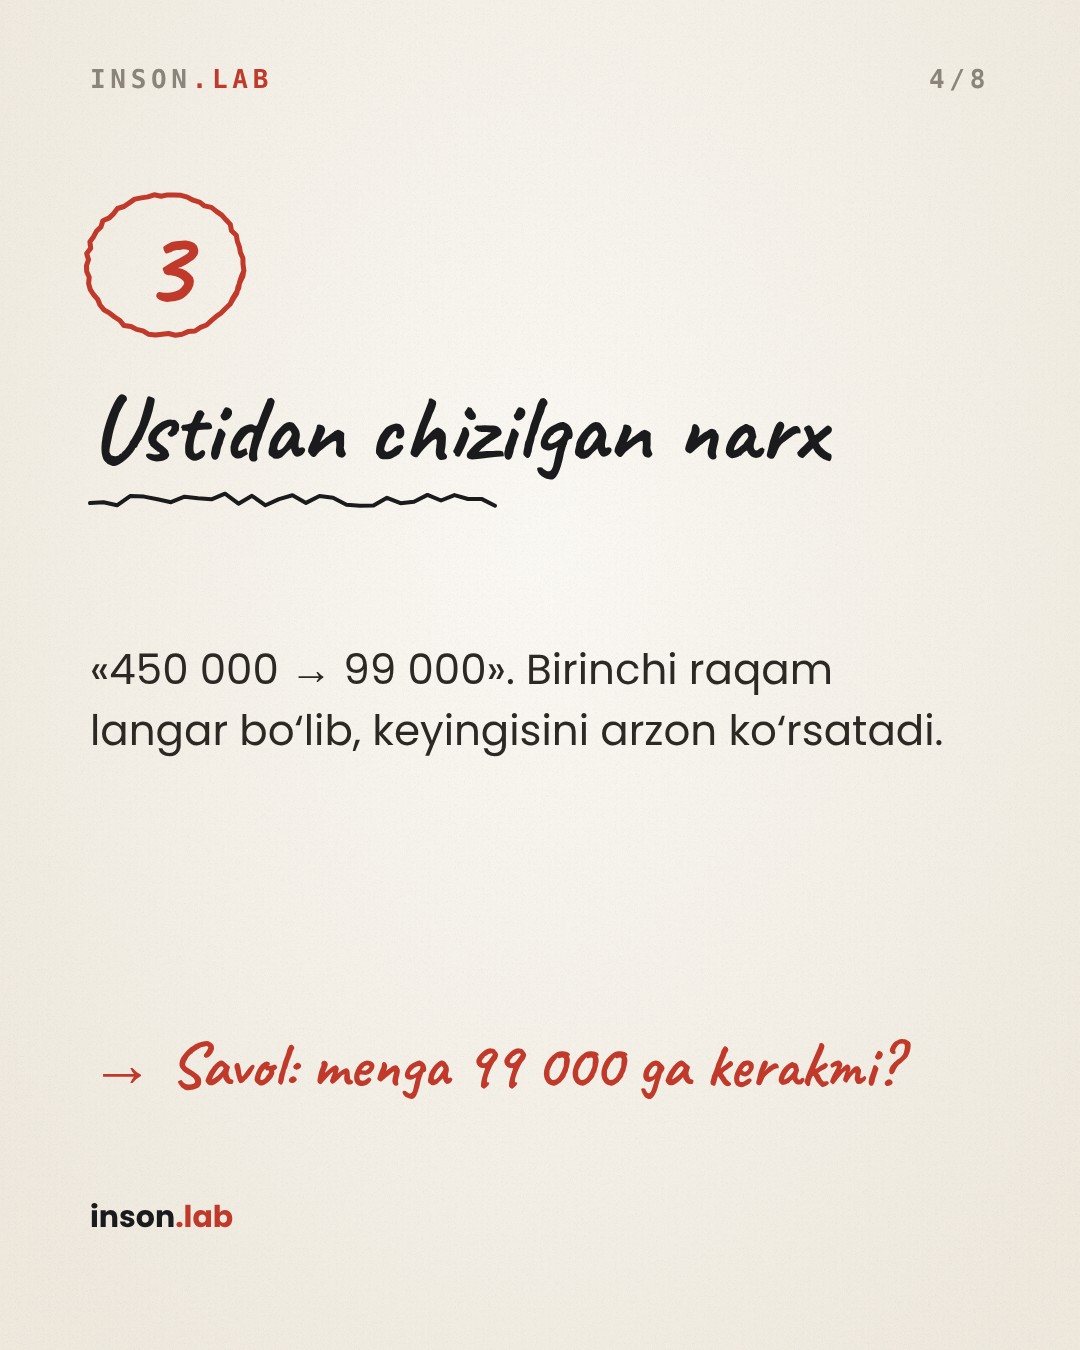 INSON.LAB
4/8
3
Ustidan chizilgan narx
«450 000 → 99 000». Birinchi raqam
langar bo‘lib, keyingisini arzon ko‘rsatadi.
→ Savol: menga 99 000 ga kerakmi?
inson.lab